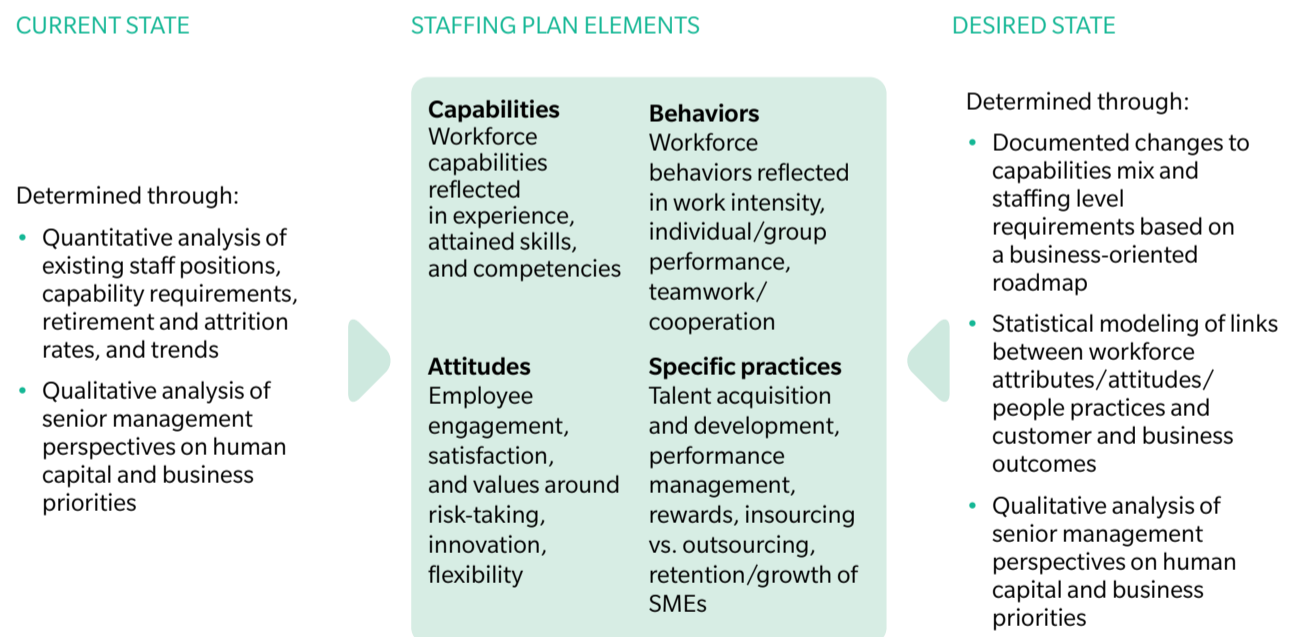 CURRENT STATE
Determined through:
• Quantitative analysis of
existing staff positions,
capability requirements,
retirement and attrition
rates, and trends
• Qualitative analysis of
senior management
perspectives on human
capital and business
priorities
STAFFING PLAN ELEMENTS
Capabilities
Workforce
capabilities
reflected
in experience,
attained skills,
and competencies
Behaviors
Workforce
behaviors reflected
in work intensity,
individual/group
performance,
teamwork/
cooperation
Attitudes
Employee
engagement,
satisfaction,
and values around
risk-taking,
innovation,
flexibility
Specific practices
Talent acquisition
and development,
performance
management,
rewards, insourcing
vs. outsourcing,
retention/growth of
SMEs
DESIRED STATE
Determined through:
• Documented changes to
capabilities mix and
staffing level
requirements based on
a business-oriented
roadmap
• Statistical modeling of links
between workforce
attributes/attitudes/
people practices and
customer and business
outcomes
• Qualitative analysis of
senior management
perspectives on human
capital and business
priorities